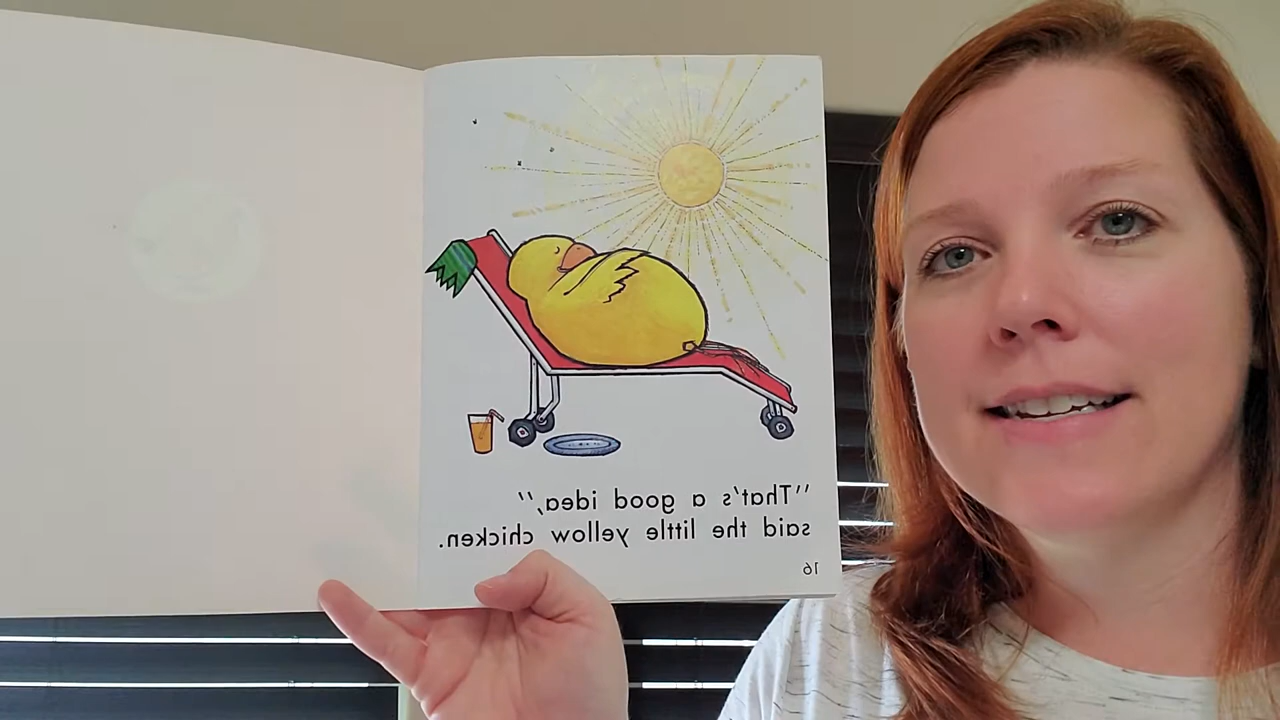 "That's a good idea,"
said the little yellow chicken.
16